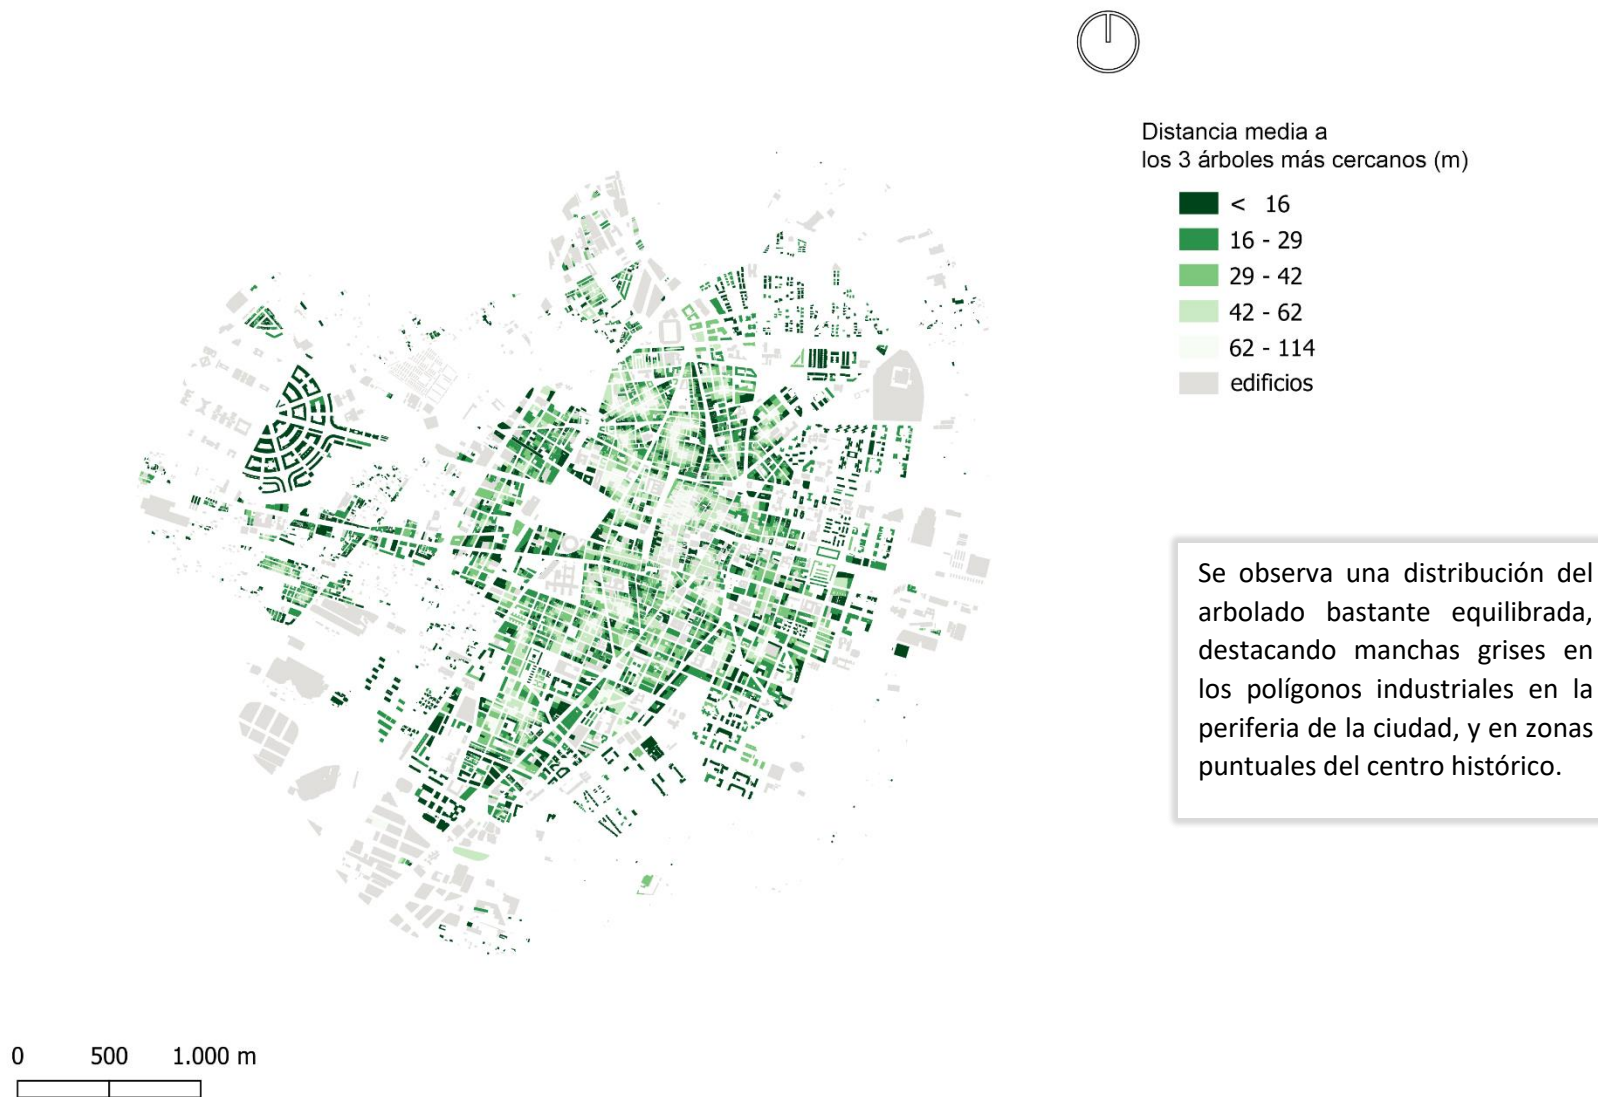 Distancia media a
los 3 árboles más cercanos (m)
< 16
16 - 29
29 - 42
42 - 62
62 - 114
edificios
Se observa una distribución del
arbolado bastante equilibrada,
destacando manchas grises en
los polígonos industriales en la
periferia de la ciudad, y en zonas
puntuales del centro histórico.
0 500 1.000 m